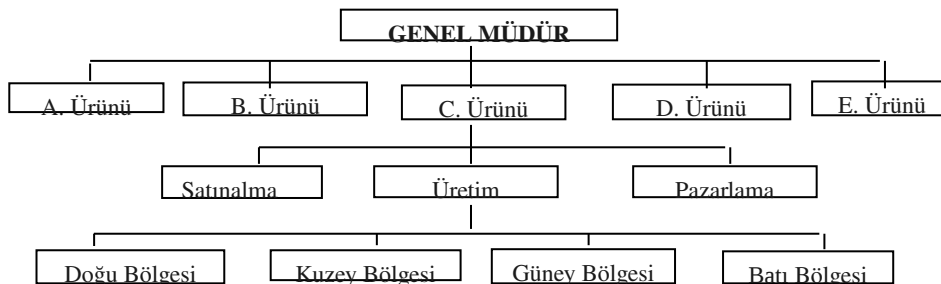 GENEL MÜDÜR
A. Ürünü
B. Ürünü
C. Ürünü
D. Ürünü
E. Ürünü
Satınalma
Üretim
Pazarlama
Doğu Bölgesi
Kuzey Bölgesi
Güney Bölgesi
Batı Bölgesi